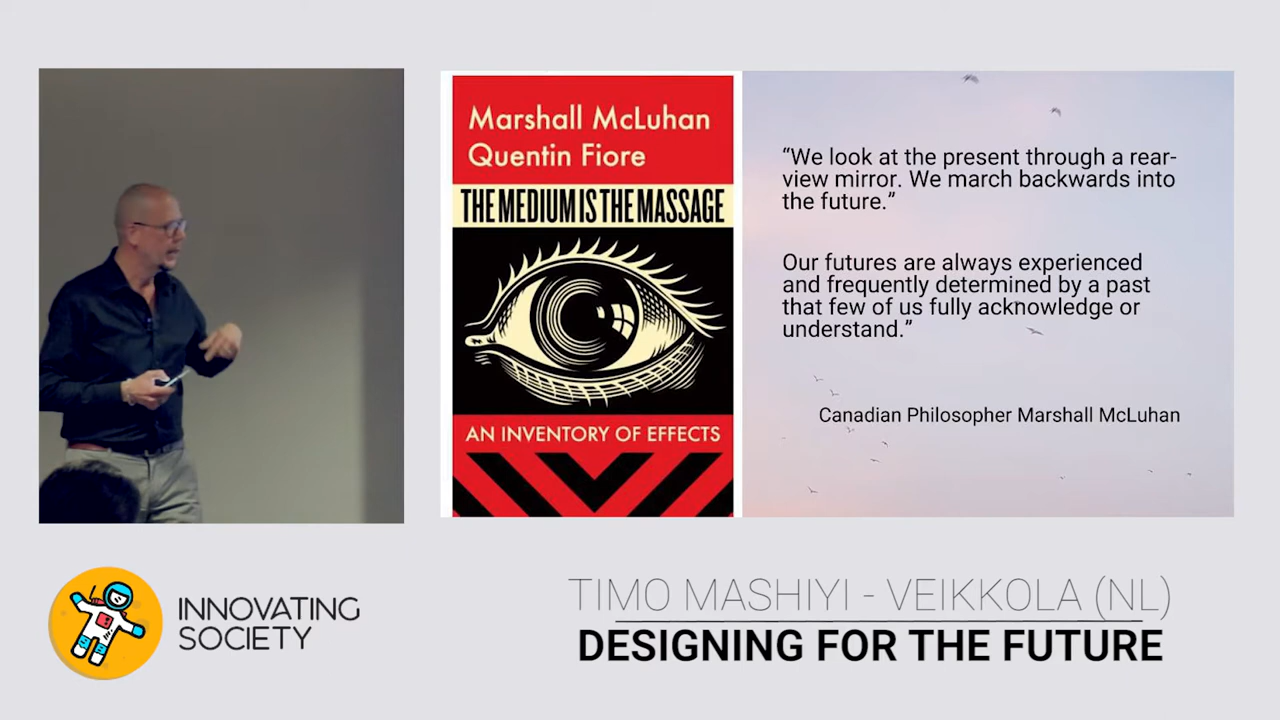 Marshall McLuhan
Quentin Fiore
THE MEDIUM IS THE MASSAGE
AN INVENTORY OF EFFECTS
“We look at the present through a rear-
view mirror. We march backwards into
the future.”
Our futures are always experienced
and frequently determined by a past
that few of us fully acknowledge or
understand.”
Canadian Philosopher Marshall McLuhan
INNOVATING
SOCIETY
TIMO MASHIYI - VEIKKOLA (NL)
DESIGNING FOR THE FUTURE